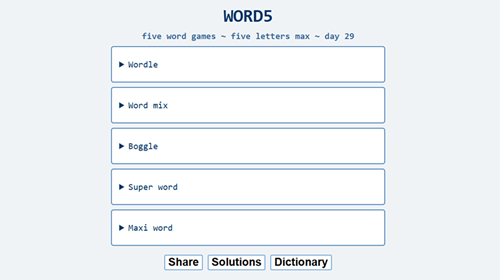 WORD5
five word games ~ five letters max ~ day 29
▶ Wordle
▶ Word mix
▶ Boggle
▶ Super word
▶ Maxi word
Share Solutions Dictionary